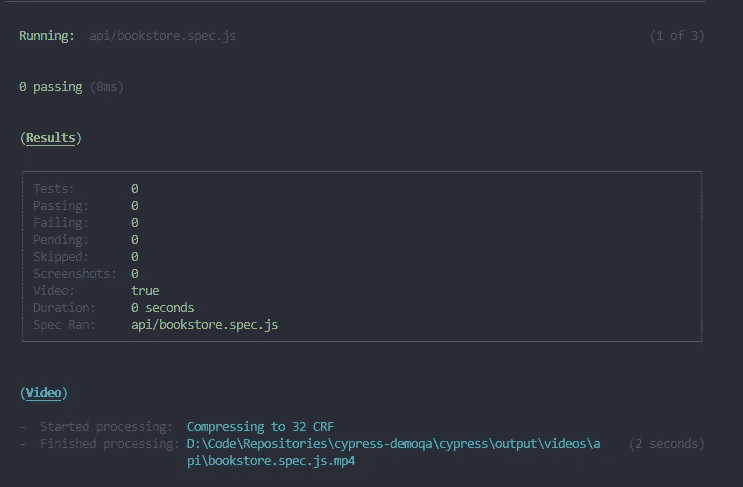 Running:  api/bookstore.spec.js (1 of 3)
0 passing (8ms)
(Results)
Tests: 0
Passing: 0
Failing: 0
Pending: 0
Skipped: 0
Screenshots: 0
Video: true
Duration: 0 seconds
Spec Ran: api/bookstore.spec.js
(Video)
-  Started processing:  Compressing to 32 CRF
-  Finished processing: D:\Code\Repositories\cypress-demoqa\cypress\output\videos\a (2 seconds)
pi\bookstore.spec.js.mp4